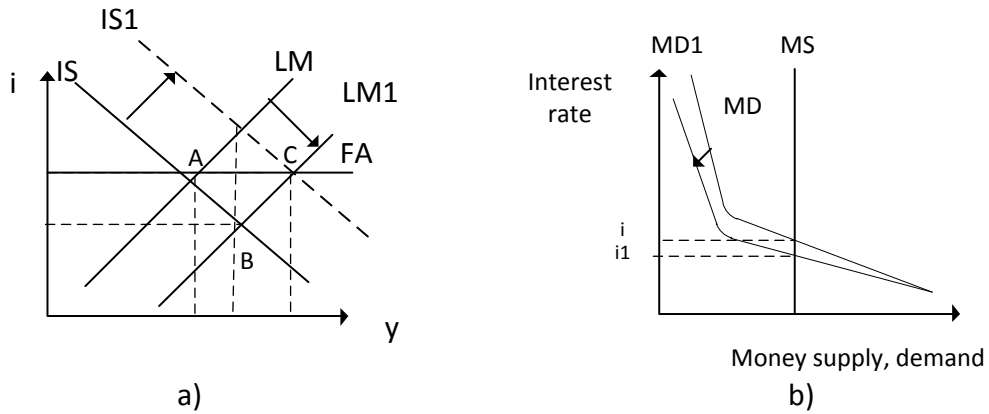 IS1
i
IS
LM
LM1
A
C
FA
B
y
a)
MD1
MS
Interest
rate
MD
i
i1
Money supply, demand
b)